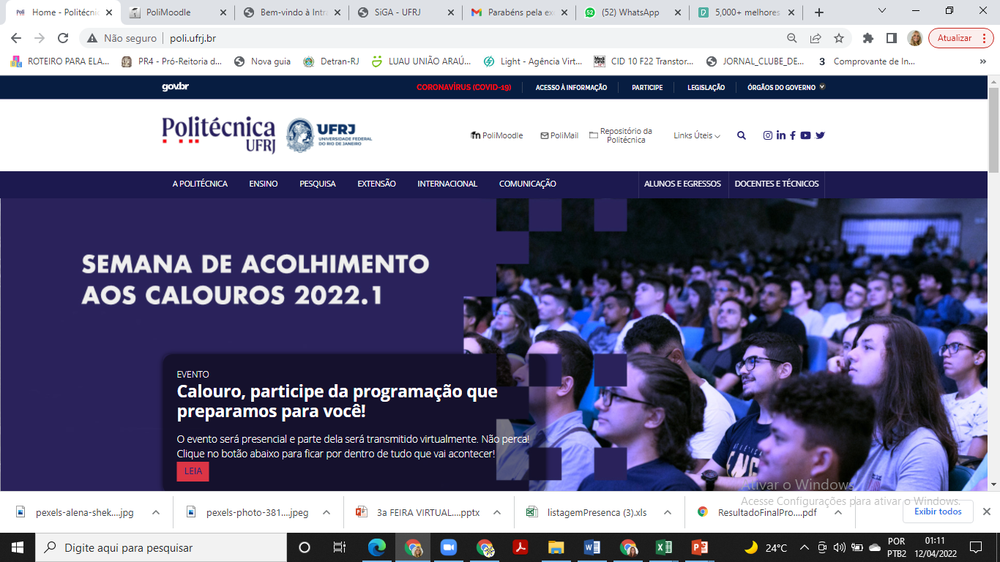 Home - Politécnic
PoliMoodle
Bem-vindo à Intra
SiGA - UFRJ
Parabéns pela ex
(52) WhatsApp
5,000+ melhores
Não seguro
poli.ufrj.br
Atualizar
ROTEIRO PARA ELA...
PR4 - Pró-Reitoria d...
Nova guia
Detran-RJ
LUAU UNIÃO ARAÚ...
Light - Agência Virt...
CID 10 F22 Transtor...
JORNAL_CLUBE_DE...
Comprovante de In...
gov.br
CORONAVÍRUS (COVID-19)
ACESSO À INFORMAÇÃO
PARTICIPE
LEGISLAÇÃO
ÓRGÃOS DO GOVERNO
Politécnica
UFRJ
UFRJ
UNIVERSIDADE FEDERAL
DO RIO DE JANEIRO
PoliMoodle
PoliMail
Repositório da
Politécnica
Links Úteis
A POLITÉCNICA
ENSINO
PESQUISA
EXTENSÃO
INTERNACIONAL
COMUNICAÇÃO
ALUNOS E EGRESSOS
DOCENTES E TÉCNICOS
SEMANA DE ACOLHIMENTO
AOS CALOUROS 2022.1
EVENTO
Calouro, participe da programação que
preparamos para você!
O evento será presencial e parte dela será transmitido virtualmente. Não perca!
Clique no botão abaixo para ficar por dentro de tudo que vai acontecer!
LEIA
Ativar o Windows
Acesse Configurações para ativar o Windows.
pexels-alena-shek....jpg
pexels-photo-381....jpeg
3a FEIRA VIRTUAL....pptx
listagemPresenca (3).xls
ResultadoFinalPro....pdf
Exibir todos
Digite aqui para pesquisar
24°C
POR
PTB2
01:11
12/04/2022